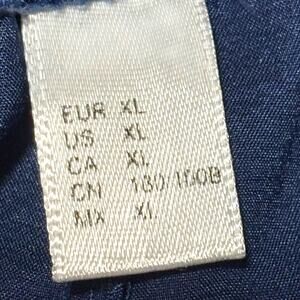 EUR XL
US XL
CA XL
CN 180/100B
MX XL